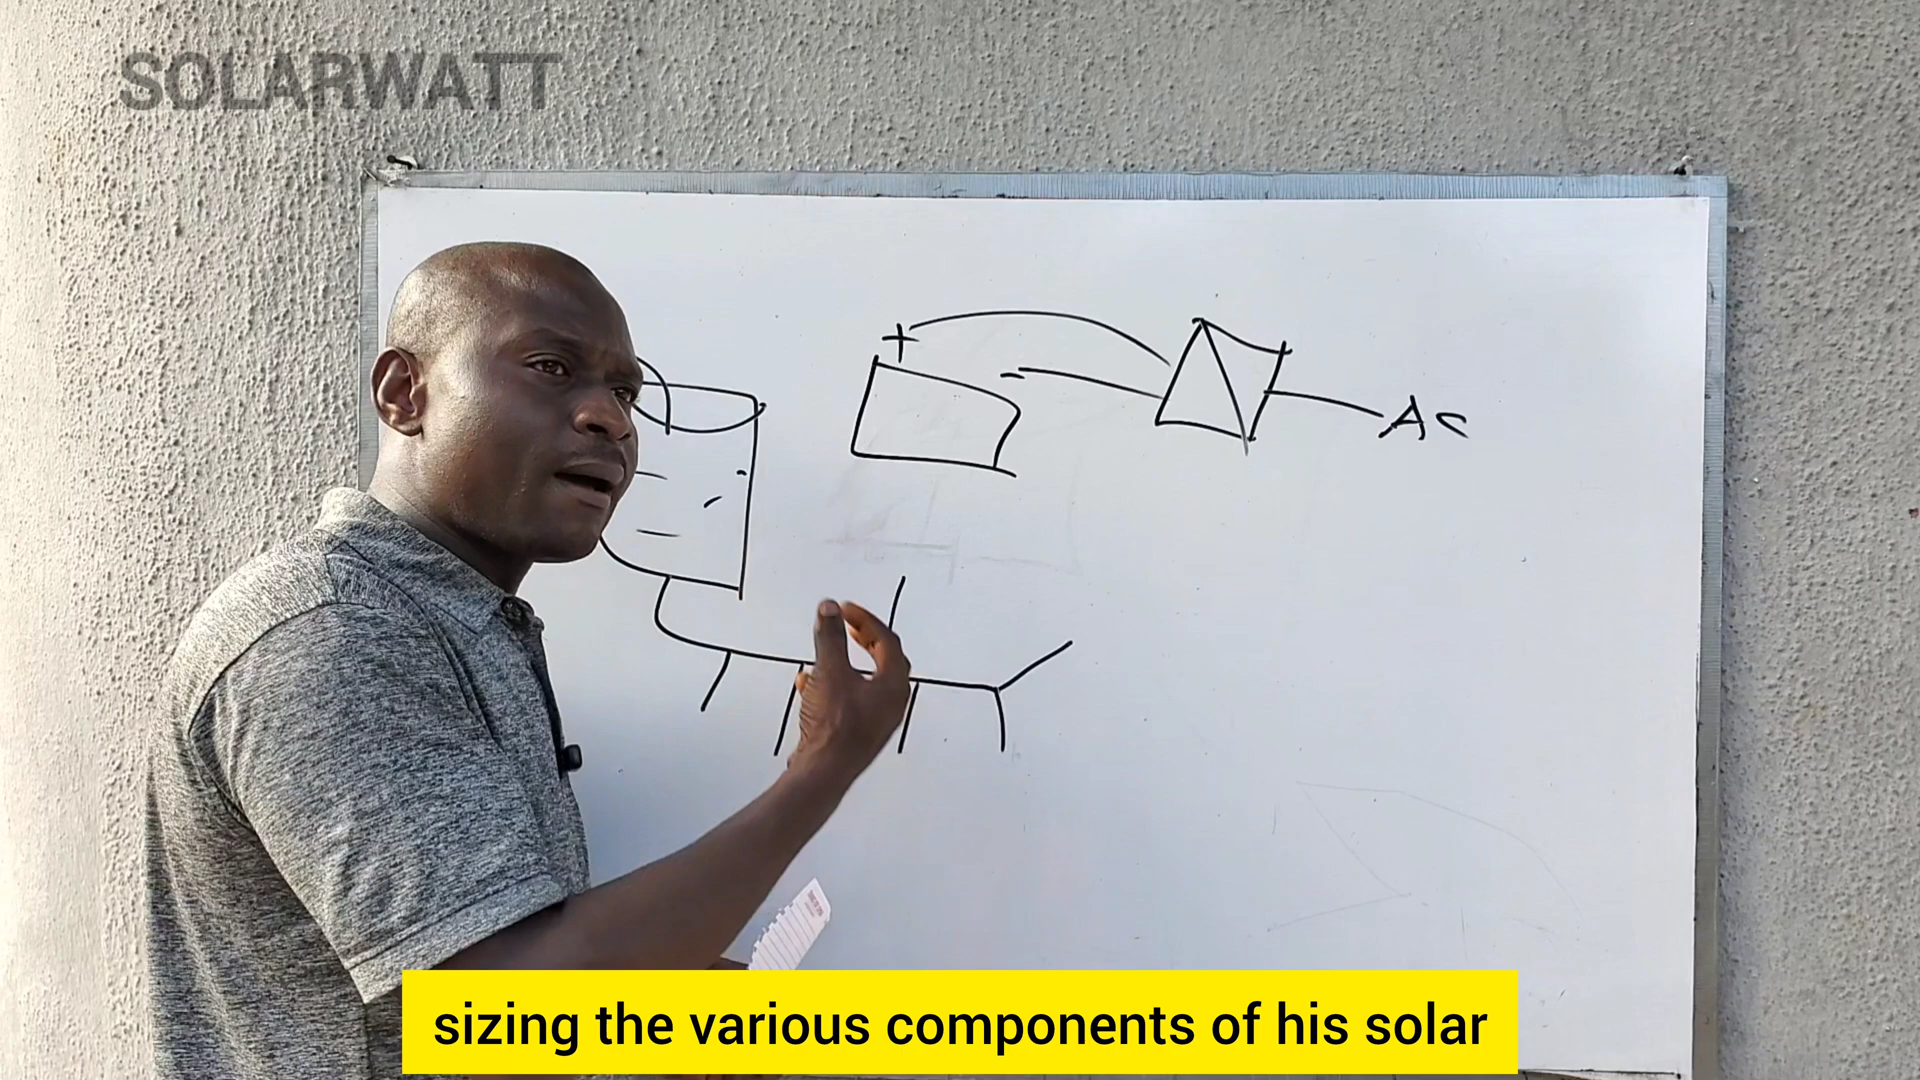 SOLARWATT
+
-
AC
sizing the various components of his solar